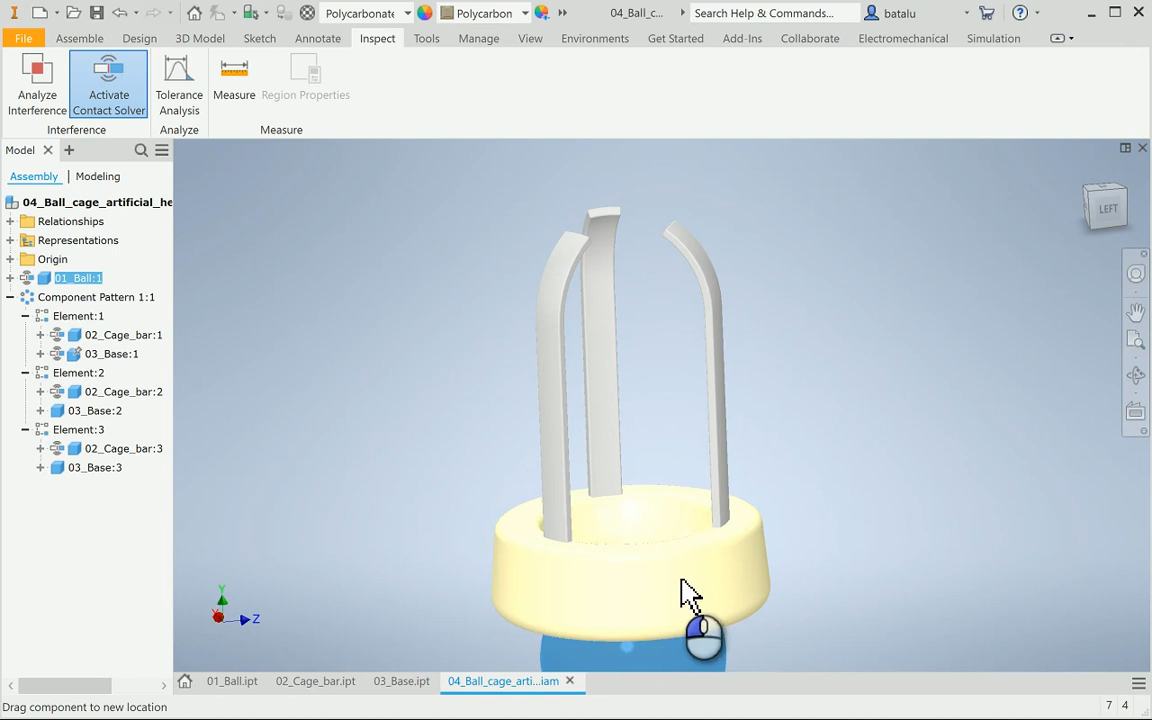 Polycarbonate
Polycarbon
04_Ball_c...
Search Help & Commands...
batalu
File
Assemble
Design
3D Model
Sketch
Annotate
Inspect
Tools
Manage
View
Environments
Get Started
Add-Ins
Collaborate
Electromechanical
Simulation
Analyze
Interference
Activate
Contact Solver
Tolerance
Analysis
Measure
Region Properties
Interference
Analyze
Measure
Model
Assembly
Modeling
04_Ball_cage_artificial_he
Relationships
Representations
Origin
01_Ball:1
Component Pattern 1:1
Element:1
02_Cage_bar:1
03_Base:1
Element:2
02_Cage_bar:2
03_Base:2
Element:3
02_Cage_bar:3
03_Base:3
LEFT
Y
Z
01_Ball.ipt
02_Cage_bar.ipt
03_Base.ipt
04_Ball_cage_arti...iam
Drag component to new location
7 4